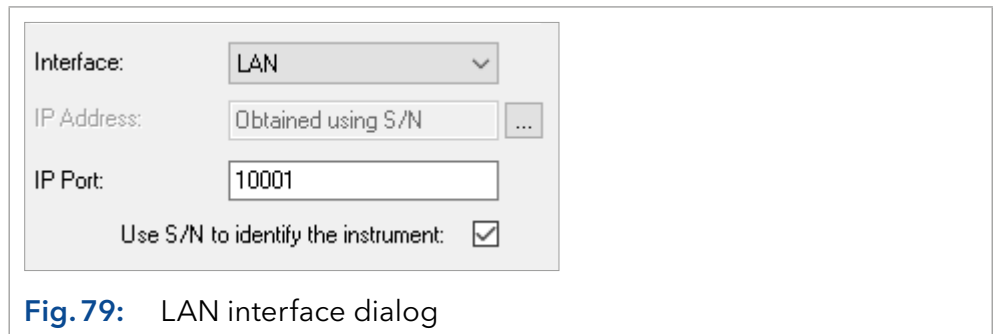 Interface: LAN
IP Address: Obtained using S/N ...
IP Port: 10001
Use S/N to identify the instrument:
Fig. 79: LAN interface dialog